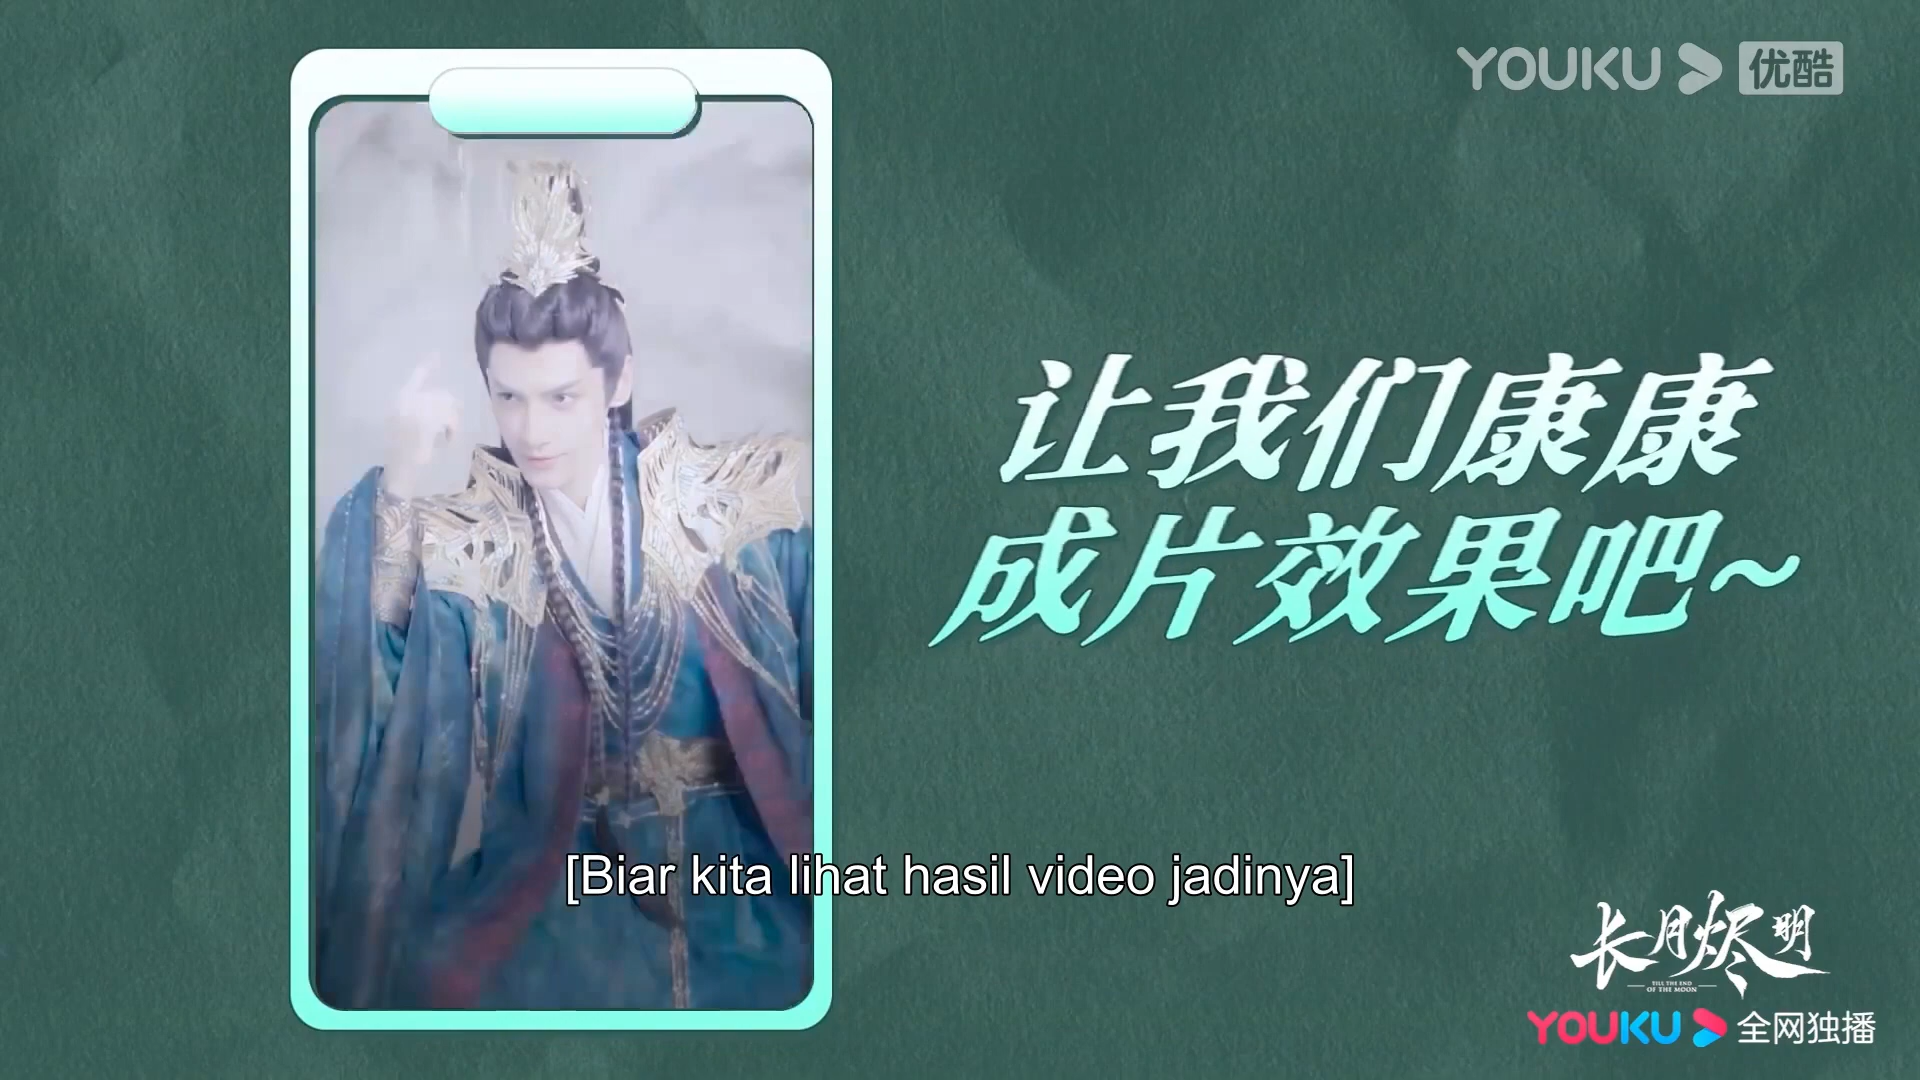 YOUKU 优酷
让我们康康
成片效果吧~
[Biar kita lihat hasil video jadinya]
长月烬明
TILL THE END
OF THE MOON
YOUKU 全网独播